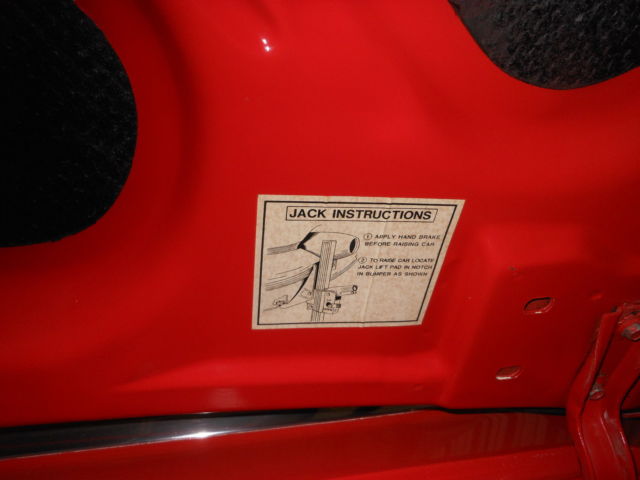 JACK INSTRUCTIONS
1 APPLY HAND BRAKE
BEFORE RAISING CAR
2 TO RAISE CAR LOCATE
JACK LIFT PAD IN NOTCH
IN BUMPER AS SHOWN